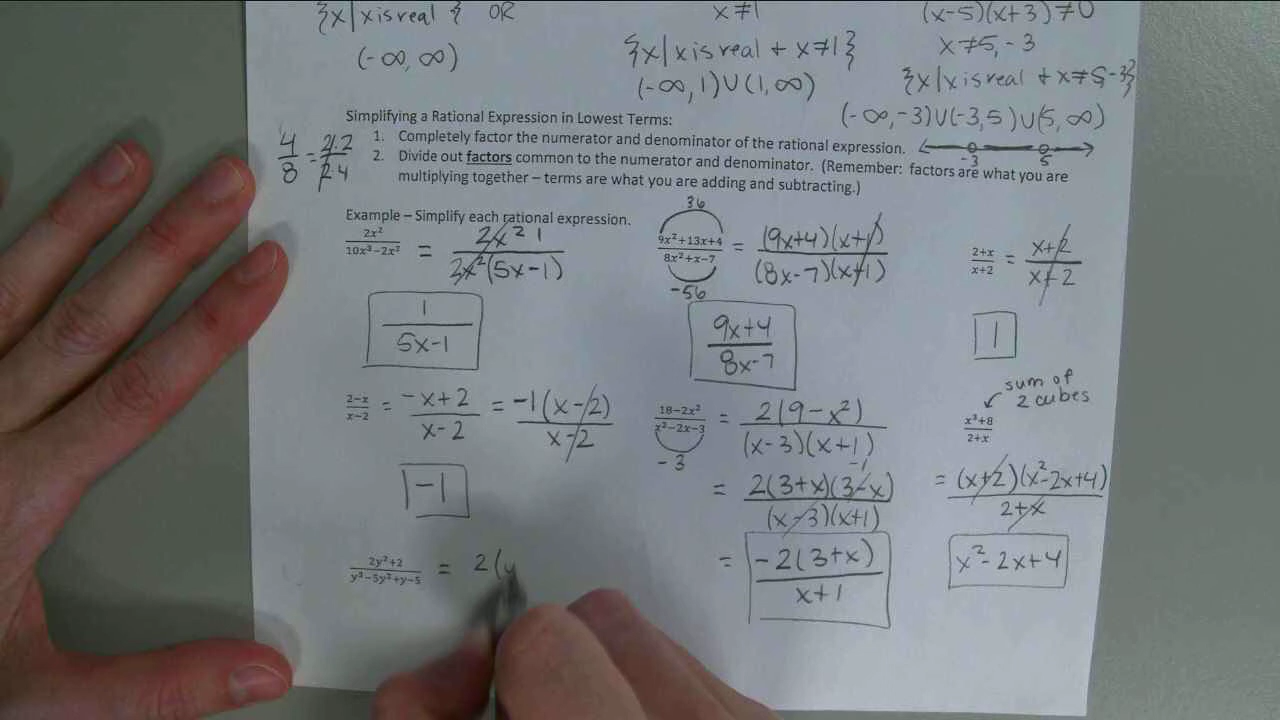 {x|x is real} OR
(-∞, ∞)
x≠1
{x|x is real + x≠1}
(-∞,1)∪(1,∞)
(x-5)(x+3)≠0
x≠5,-3
{x|x is real + x≠5,-3}
(-∞,-3)∪(-3,5)∪(5,∞)
-3 5
Simplifying a Rational Expression in Lowest Terms:
4/8 = 2·2/2·4
1. Completely factor the numerator and denominator of the rational expression.
2. Divide out factors common to the numerator and denominator. (Remember: factors are what you are
multiplying together – terms are what you are adding and subtracting.)
Example – Simplify each rational expression.
2x²/(10x³-2x²) = 2x² 1/(2x²(5x-1))
1/(5x-1)
36
(9x²+13x+4)/(8x²+x-7) = (9x+4)(x+1)/((8x-7)(x+1))
-56
(9x+4)/(8x-7)
(2+x)/(x+2) = (x+2)/(x+2)
1
(2-x)/(x-2) = (-x+2)/(x-2) = -1(x-2)/(x-2)
-1
(18-2x²)/(x²-2x-3) = 2(9-x²)/((x-3)(x+1))
-3
= 2(3+x)(3-x)/((x-3)(x+1)) -1
= -2(3+x)/(x+1)
sum of
2 cubes
(x³+8)/(2+x)
= (x+2)(x²-2x+4)/(2+x)
x²-2x+4
(2y²+2)/(y³-5y²+y-5) = 2(y